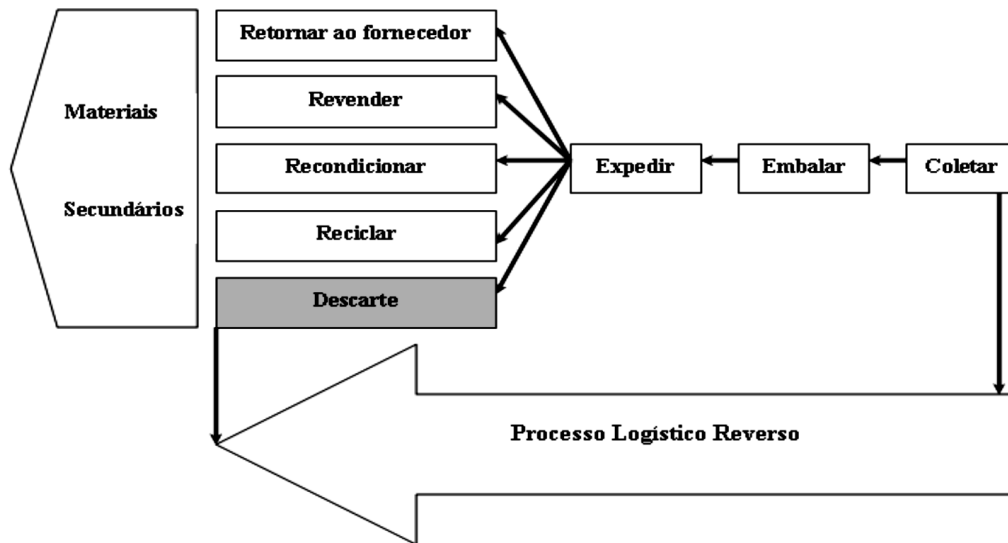 Retornar ao fornecedor
Materiais
Secundários
Revender
Recondicionar
Reciclar
Descarte
Expedir
Embalar
Coletar
Processo Logístico Reverso